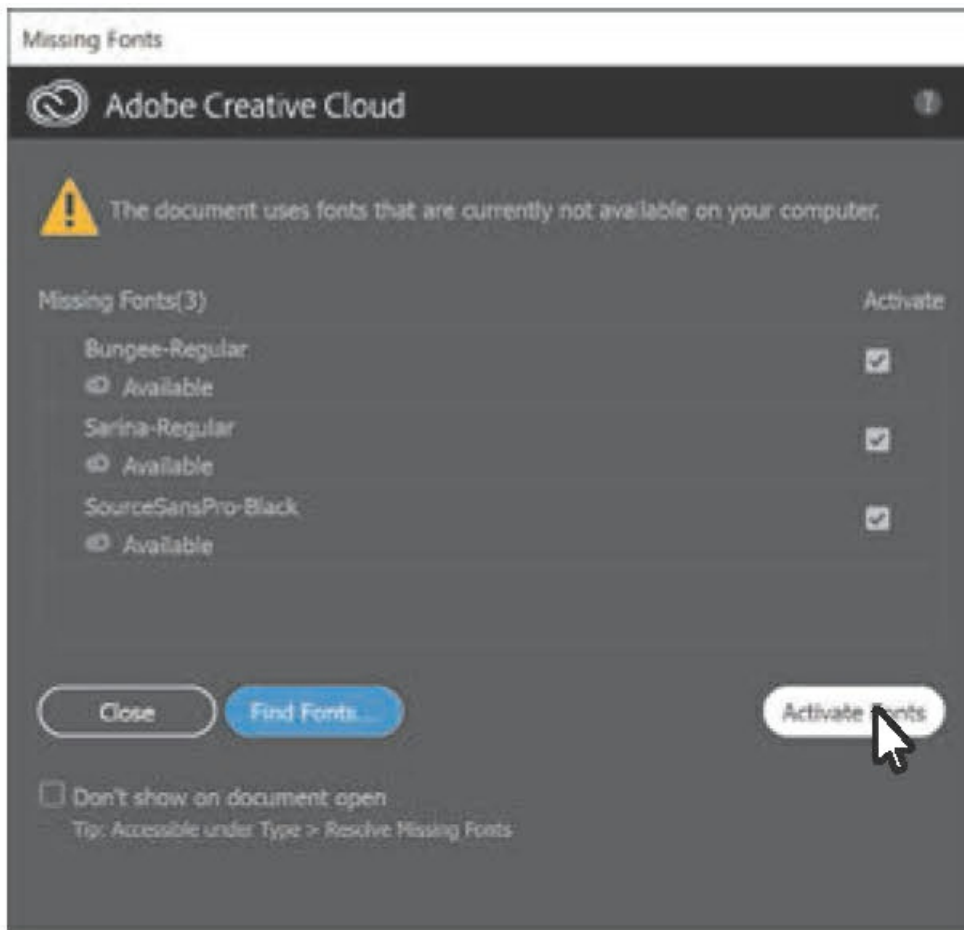 Missing Fonts
Adobe Creative Cloud ?
The document uses fonts that are currently not available on your computer.
Missing Fonts(3) Activate
Bungee-Regular
Available
Sarina-Regular
Available
SourceSansPro-Black
Available
Close Find Fonts... Activate Fonts
Don't show on document open
Tip: Accessible under Type > Resolve Missing Fonts